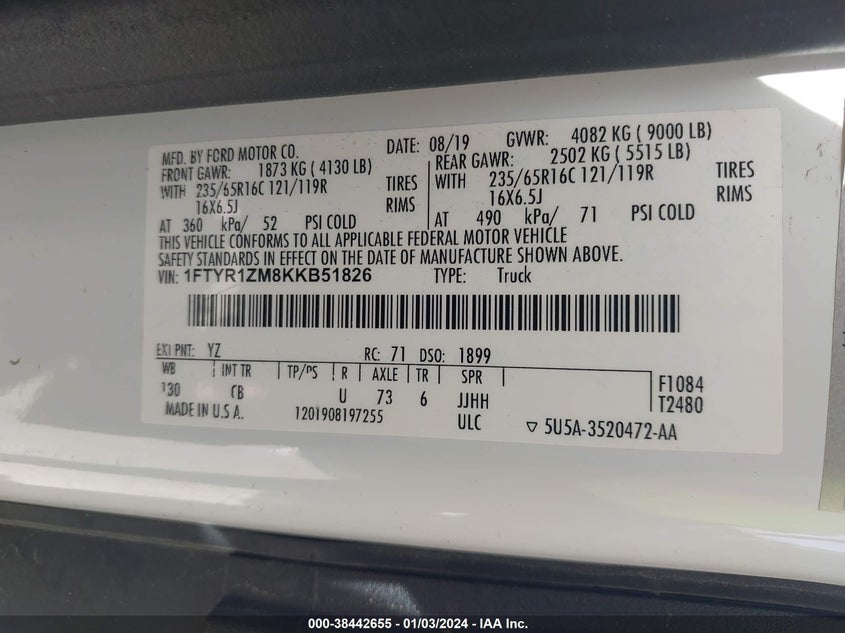 MFD. BY FORD MOTOR CO. DATE: 08/19 GVWR: 4082 KG ( 9000 LB)
FRONT GAWR: 1873 KG ( 4130 LB) REAR GAWR: 2502 KG ( 5515 LB)
WITH 235/65R16C 121/119R TIRES WITH 235/65R16C 121/119R TIRES
16X6.5J RIMS 16X6.5J RIMS
AT 360 kPa/ 52 PSI COLD AT 490 kPa/ 71 PSI COLD
THIS VEHICLE CONFORMS TO ALL APPLICABLE FEDERAL MOTOR VEHICLE
SAFETY STANDARDS IN EFFECT ON THE DATE OF MANUFACTURE SHOWN ABOVE.
VIN: 1FTYR1ZM8KKB51826 TYPE: Truck
EXT PNT: YZ RC: 71 DSO: 1899
WB INT TR TP/PS R AXLE TR SPR F1084
130 CB U 73 6 JJHH T2480
MADE IN U.S.A. 1201908197255 ULC ▽ 5U5A-3520472-AA
000-38442655 - 01/03/2024 - IAA Inc.